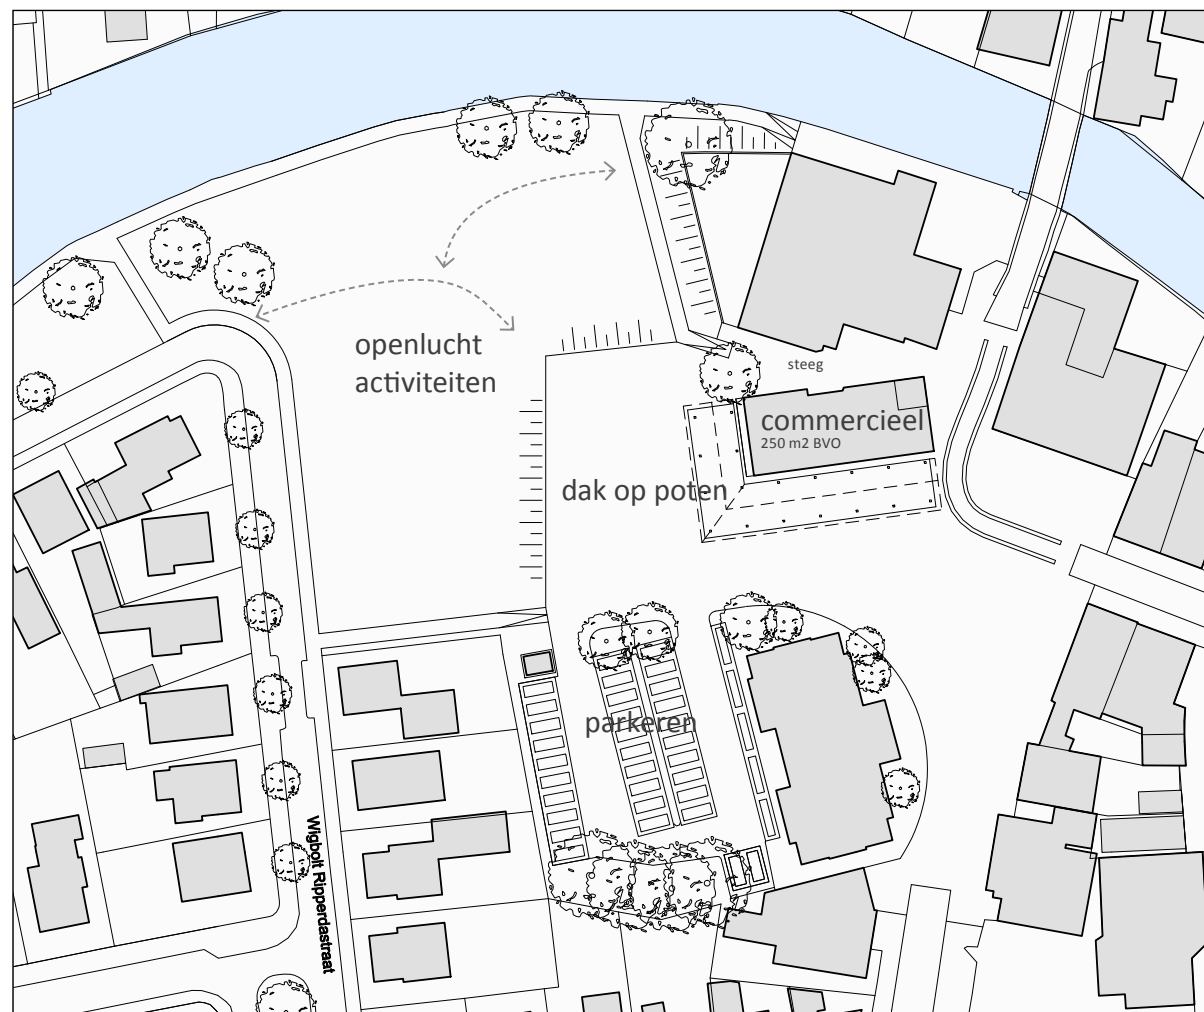 openlucht
activiteiten
steeg
commercieel
250 m2 BVO
dak op poten
parkeren
Wigbolt Ripperdastraat